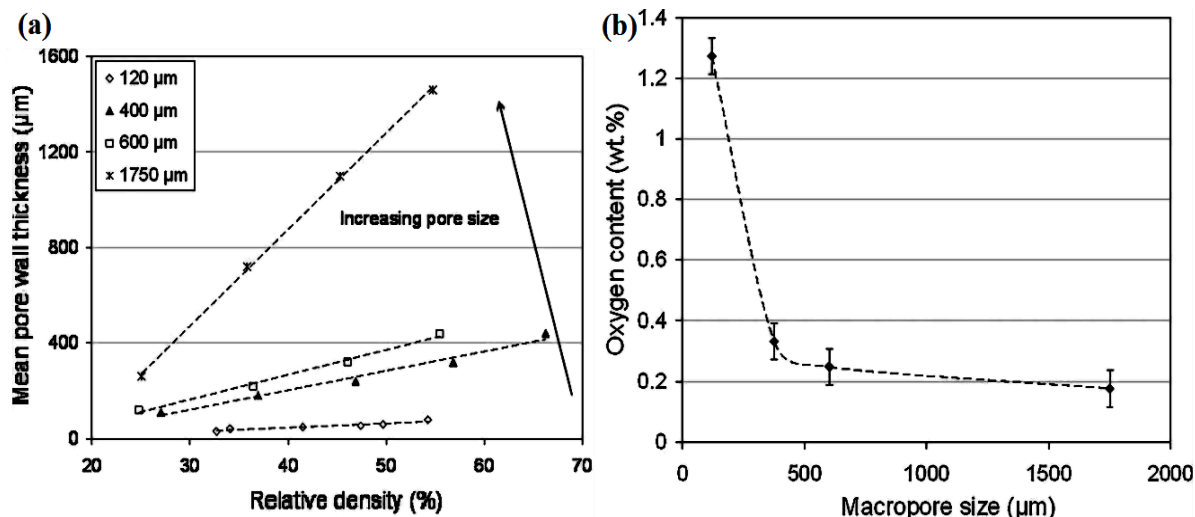 (a)
1600
1200
800
400
0
Mean pore wall thickness (µm)
120 µm
400 µm
600 µm
1750 µm
Increasing pore size
20 30 40 50 60 70
Relative density (%)
(b)
1.4
1.2
1
0.8
0.6
0.4
0.2
0
Oxygen content (wt.%)
0 500 1000 1500 2000
Macropore size (µm)